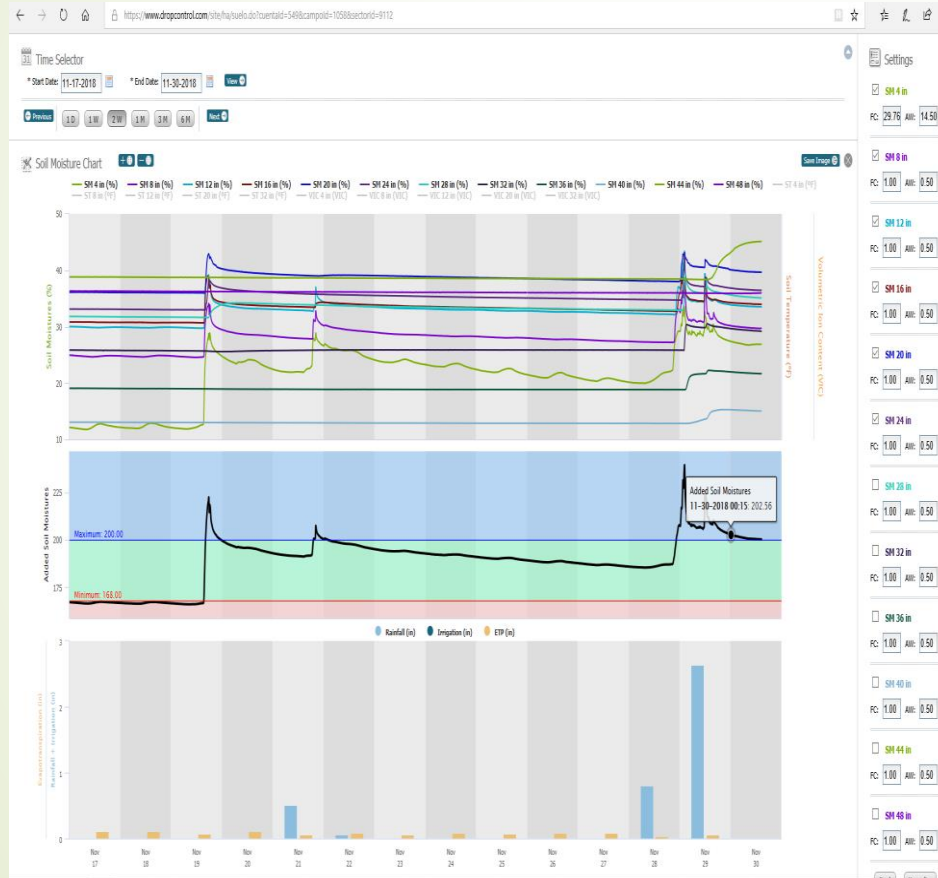 https://www.dropcontrol.com/site/ha/suelo.do?cuentaId=549&campoId=1058&sectorId=9112
Time Selector
* Start Date: 11-17-2018 * End Date: 11-30-2018 View
Previous 1D 1W 2W 1M 3M 6M Next
Soil Moisture Chart
Save Image
SM 4 in (%) SM 8 in (%) SM 12 in (%) SM 16 in (%) SM 20 in (%) SM 24 in (%) SM 28 in (%) SM 32 in (%) SM 36 in (%) SM 40 in (%) SM 44 in (%) SM 48 in (%) ST 4 in (°F)
ST 8 in (°F) ST 12 in (°F) ST 20 in (°F) ST 32 in (°F) VIC 4 in (VIC) VIC 8 in (VIC) VIC 12 in (VIC) VIC 20 in (VIC) VIC 32 in (VIC)
50
40
30
20
10
Soil Moistures (%)
Soil Temperature (°F)
Volumetric Ion Content (VIC)
Added Soil Moistures
225
200
175
Maximum: 200.00
Minimum: 168.00
Added Soil Moistures
11-30-2018 00:15: 202.56
Rainfall (in) Irrigation (in) ETP (in)
3
2
1
0
Evapotranspiration (in)
Rainfall + Irrigation (in)
Nov Nov Nov Nov Nov Nov Nov Nov Nov Nov Nov Nov Nov Nov
17 18 19 20 21 22 23 24 25 26 27 28 29 30
Settings
SM 4 in
FC: 29.76 AW: 14.50
SM 8 in
FC: 1.00 AW: 0.50
SM 12 in
FC: 1.00 AW: 0.50
SM 16 in
FC: 1.00 AW: 0.50
SM 20 in
FC: 1.00 AW: 0.50
SM 24 in
FC: 1.00 AW: 0.50
SM 28 in
FC: 1.00 AW: 0.50
SM 32 in
FC: 1.00 AW: 0.50
SM 36 in
FC: 1.00 AW: 0.50
SM 40 in
FC: 1.00 AW: 0.50
SM 44 in
FC: 1.00 AW: 0.50
SM 48 in
FC: 1.00 AW: 0.50